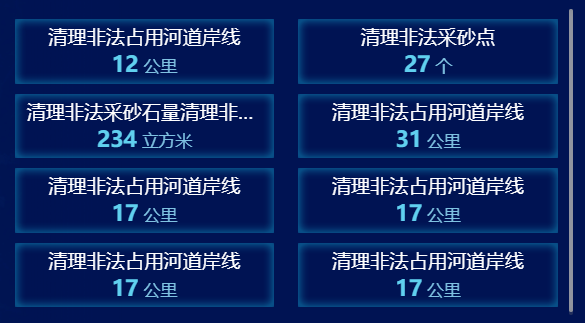 清理非法占用河道岸线
12 公里
清理非法采砂点
27 个
清理非法采砂石量清理非...
234 立方米
清理非法占用河道岸线
31 公里
清理非法占用河道岸线
17 公里
清理非法占用河道岸线
17 公里
清理非法占用河道岸线
17 公里
清理非法占用河道岸线
17 公里